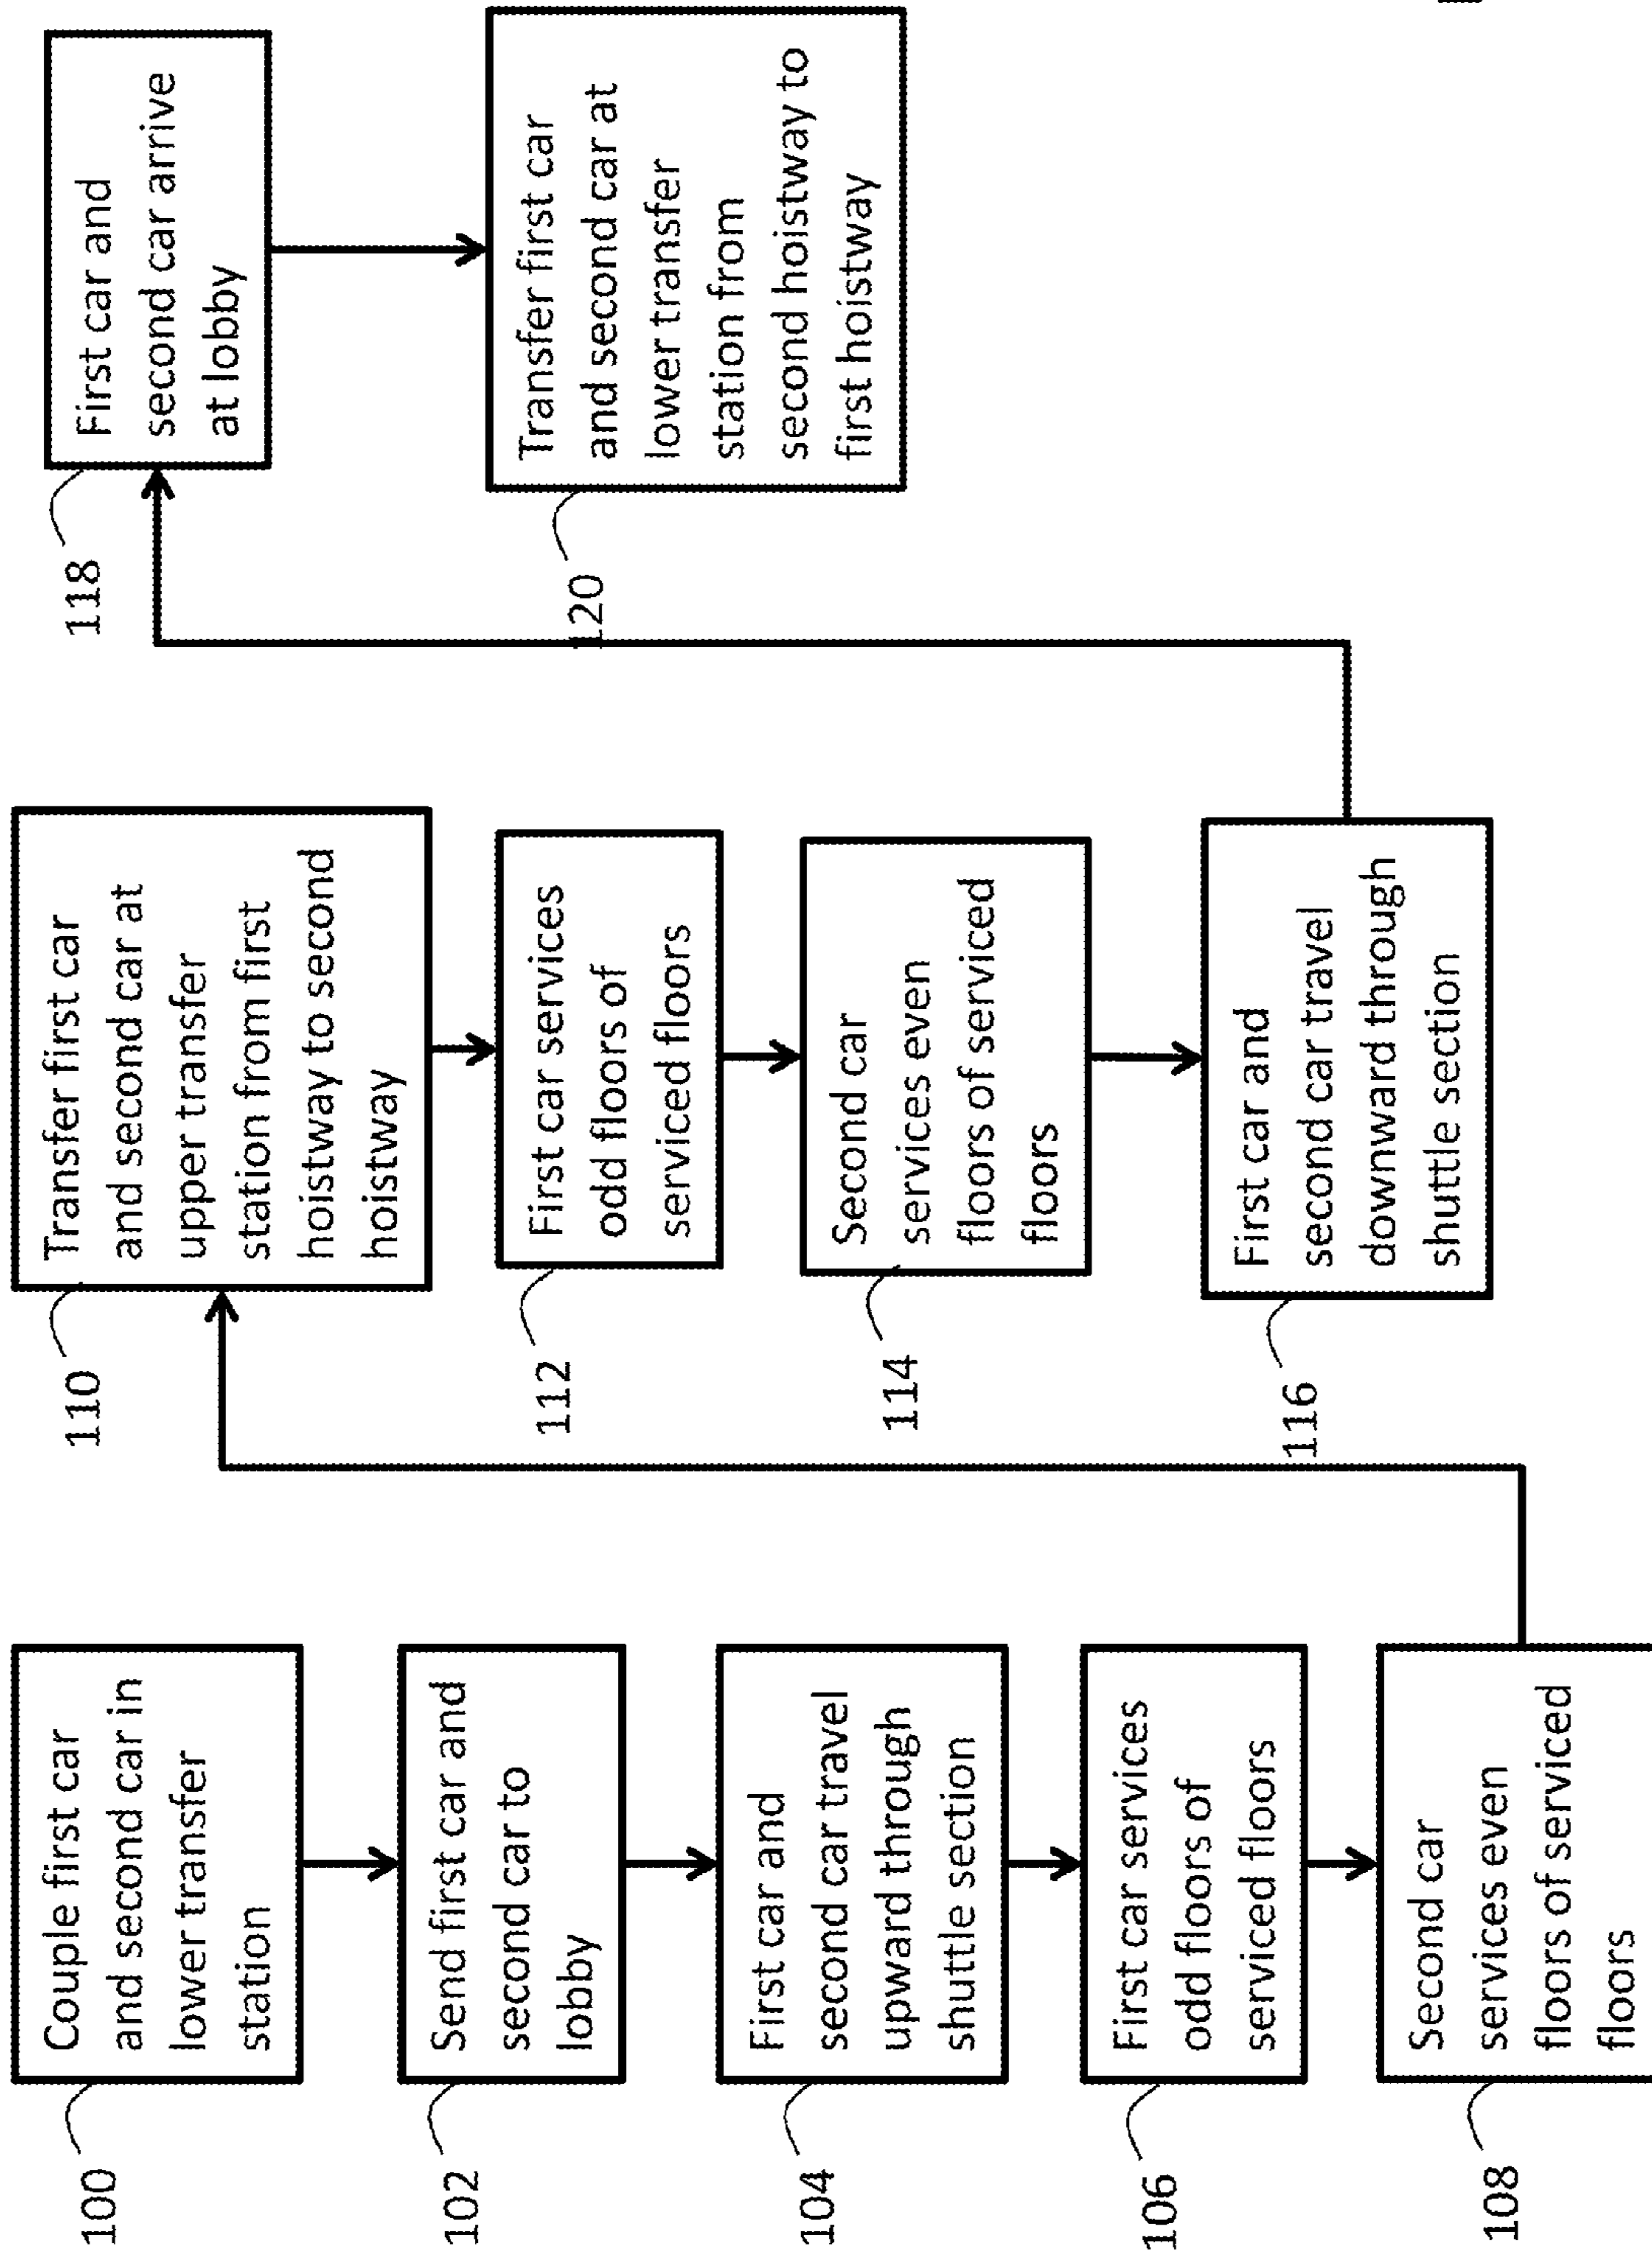 100
Couple first car
and second car in
lower transfer
station
102
Send first car and
second car to
lobby
104
First car and
second car travel
upward through
shuttle section
106
First car services
odd floors of
serviced floors
108
Second car
services even
floors of serviced
floors
110
Transfer first car
and second car at
upper transfer
station from first
hoistway to second
hoistway
112
First car services
odd floors of
serviced floors
114
Second car
services even
floors of serviced
floors
116
First car and
second car travel
downward through
shuttle section
118
First car and
second car arrive
at lobby
120
Transfer first car
and second car at
lower transfer
station from
second hoistway to
first hoistway